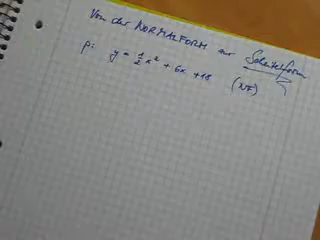 Von der NORMALFORM zur Scheitelform
p: y = 1/2 x² + 6x + 18 (NF)